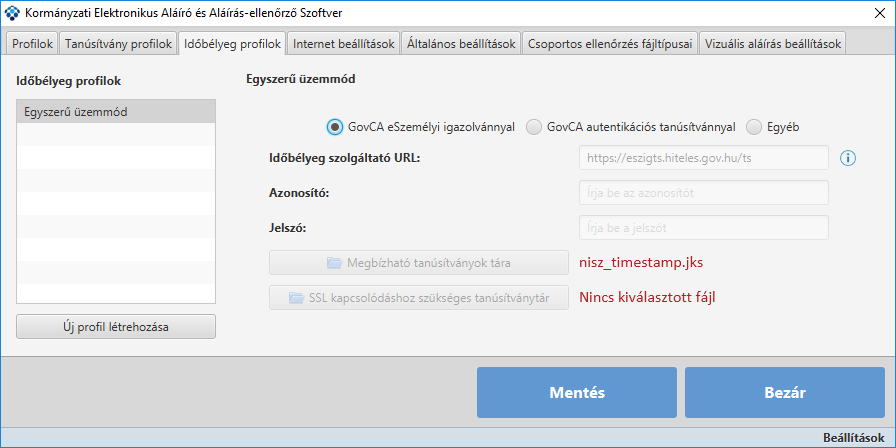 Kormányzati Elektronikus Aláíró és Aláírás-ellenőrző Szoftver
Profilok Tanúsítvány profilok Időbélyeg profilok Internet beállítások Általános beállítások Csoportos ellenőrzés fájltípusai Vizuális aláírás beállítások
Időbélyeg profilok
Egyszerű üzemmód
Új profil létrehozása
Egyszerű üzemmód
GovCA eSzemélyi igazolvánnyal GovCA autentikációs tanúsítvánnyal Egyéb
Időbélyeg szolgáltató URL: https://eszigts.hiteles.gov.hu/ts
Azonosító: Írja be az azonosítót
Jelszó: Írja be a jelszót
Megbízható tanúsítványok tára nisz_timestamp.jks
SSL kapcsolódáshoz szükséges tanúsítványtár Nincs kiválasztott fájl
Mentés Bezár
Beállítások